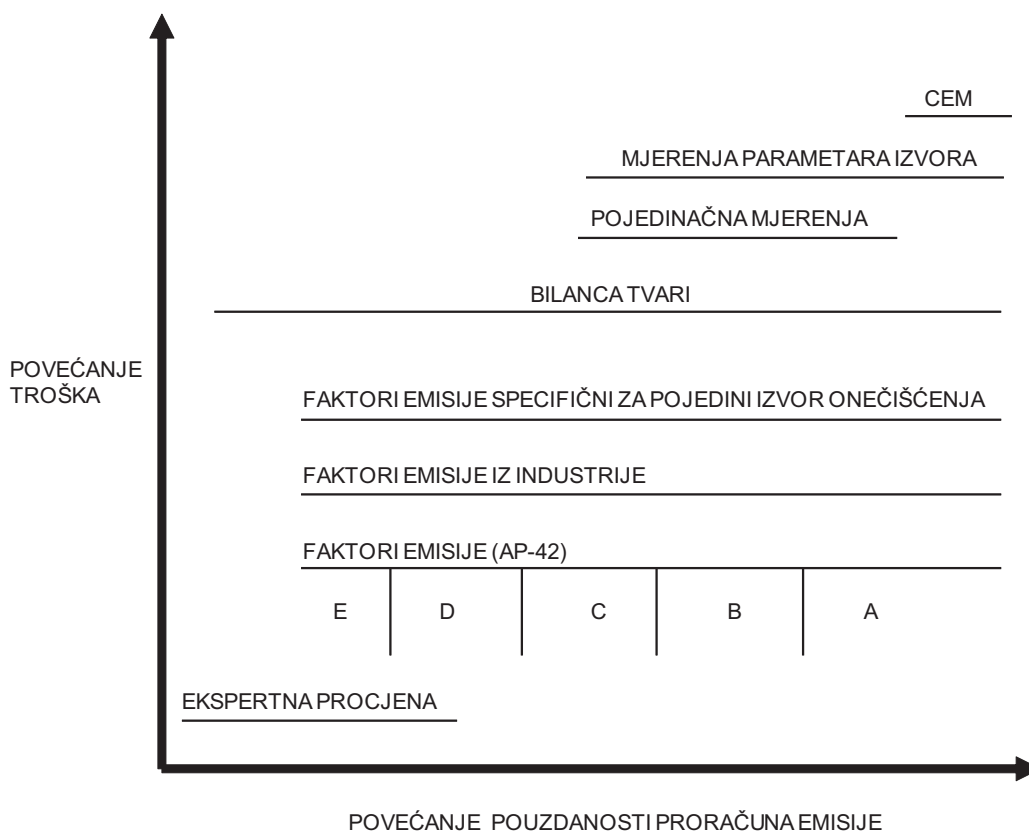 CEM
MJERENJA PARAMETARA IZVORA
POJEDINAČNA MJERENJA
BILANCA TVARI
POVEĆANJE
TROŠKA
FAKTORI EMISIJE SPECIFIČNI ZA POJEDINI IZVOR ONEČIŠĆENJA
FAKTORI EMISIJE IZ INDUSTRIJE
FAKTORI EMISIJE (AP-42)
E D C B A
EKSPERTNA PROCJENA
POVEĆANJE POUZDANOSTI PRORAČUNA EMISIJE